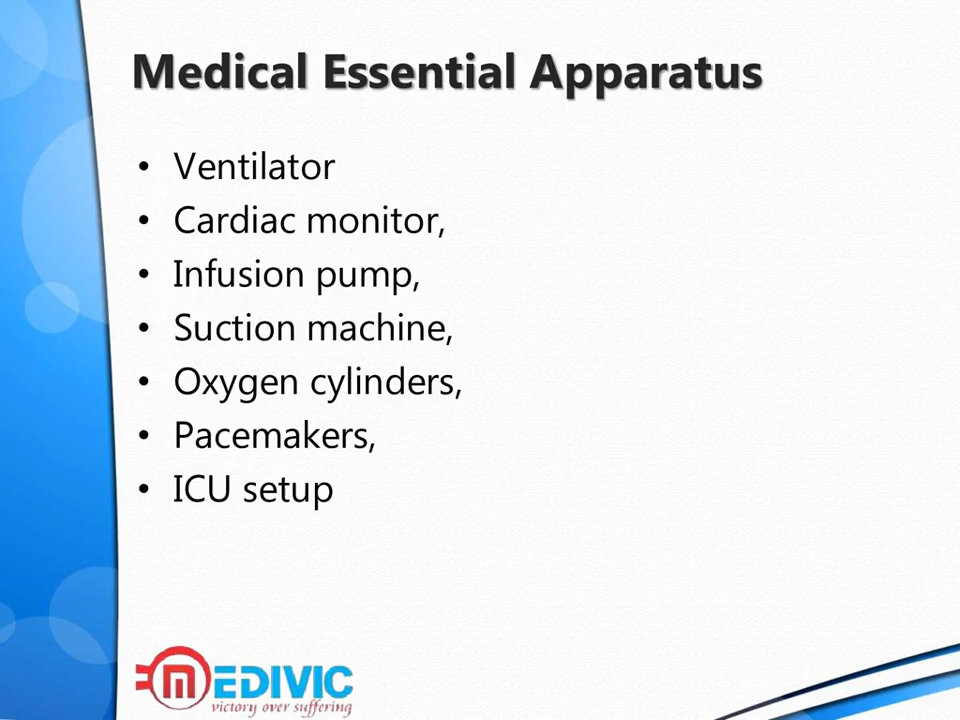 Medical Essential Apparatus
• Ventilator
• Cardiac monitor,
• Infusion pump,
• Suction machine,
• Oxygen cylinders,
• Pacemakers,
• ICU setup
MEDIVIC
victory over suffering